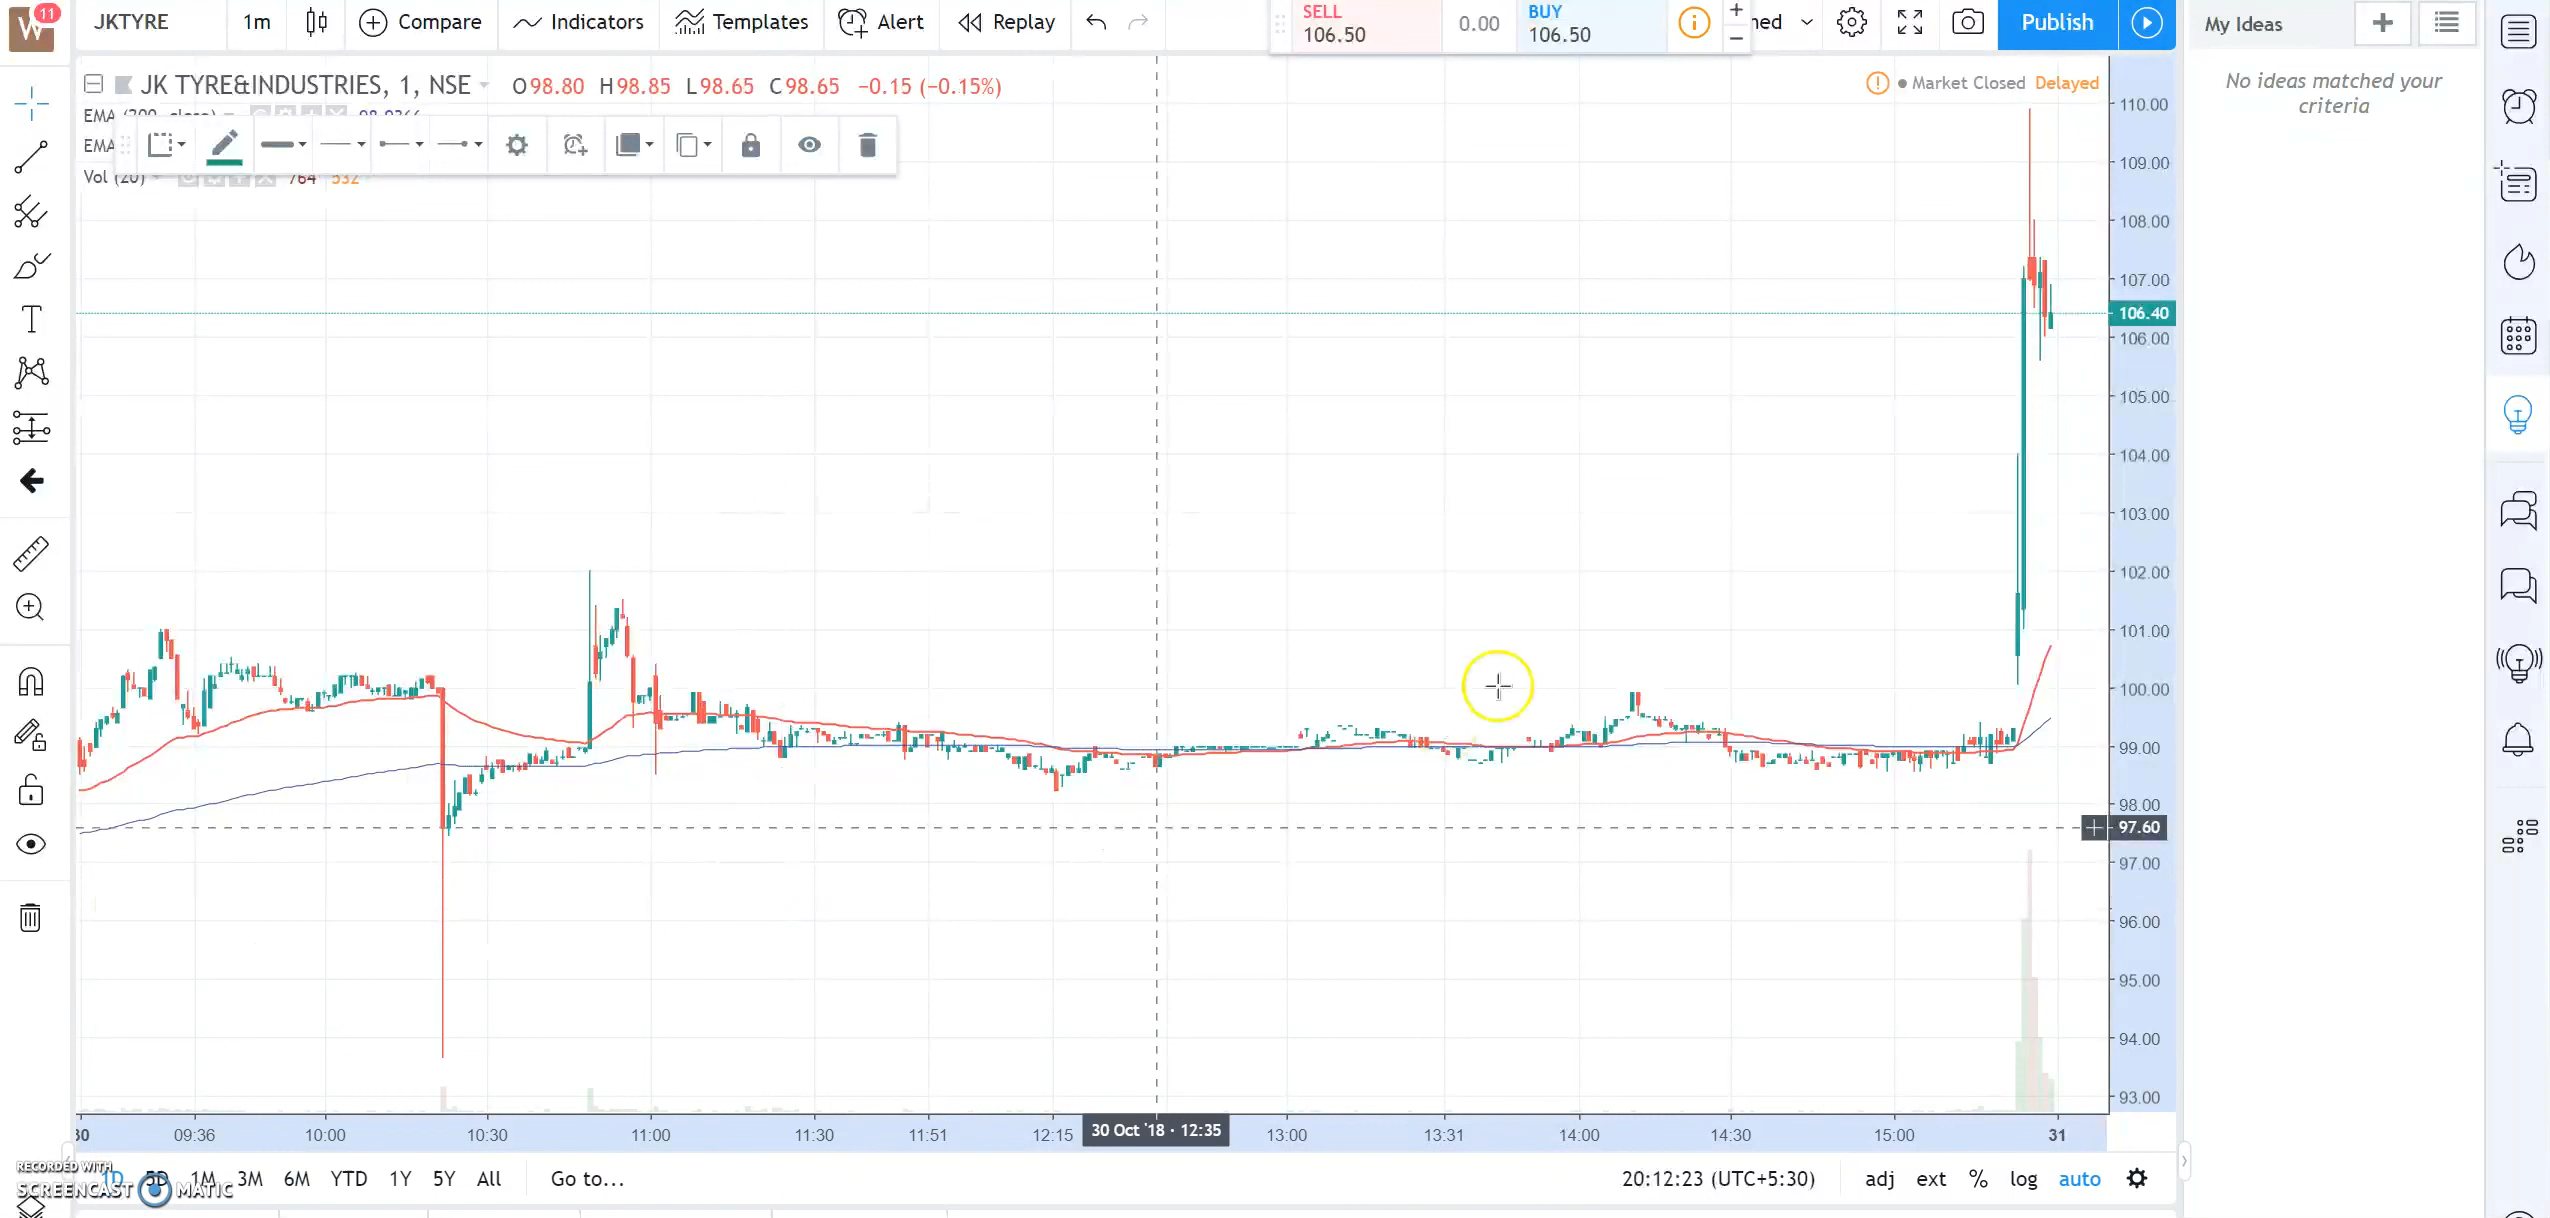 W 11
JKTYRE 1m Compare Indicators Templates Alert Replay SELL 106.50 0.00 BUY 106.50 + − Publish My Ideas
JK TYRE&INDUSTRIES, 1, NSE O98.80 H98.85 L98.65 C98.65 −0.15 (−0.15%)
Market Closed Delayed
No ideas matched your
criteria
EMA (200, close)
EMA
Vol (20) 764 532
110.00
109.00
108.00
107.00
106.40
106.00
105.00
104.00
103.00
102.00
101.00
100.00
99.00
98.00
97.60
97.00
96.00
95.00
94.00
93.00
30 09:36 10:00 10:30 11:00 11:30 11:51 12:15 30 Oct '18 · 12:35 13:00 13:31 14:00 14:30 15:00 31
1D 5D 1M 3M 6M YTD 1Y 5Y All Go to... 20:12:23 (UTC+5:30) adj ext % log auto
RECORDED WITH
SCREENCAST MATIC